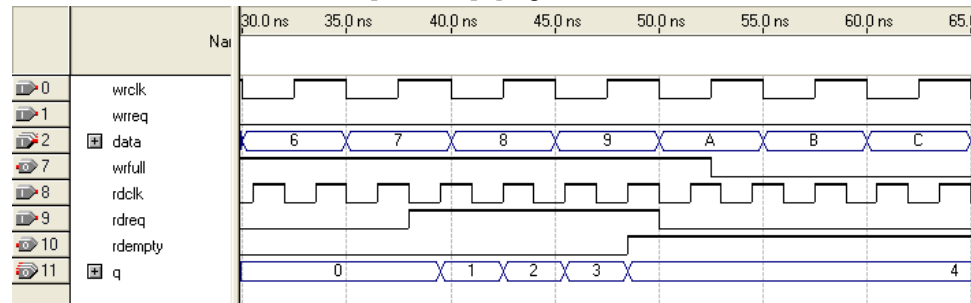 30.0 ns 35.0 ns 40.0 ns 45.0 ns 50.0 ns 55.0 ns 60.0 ns 65.
0 wrclk
1 wrreq
2 data 6 7 8 9 A B C
7 wrfull
8 rdclk
9 rdreq
10 rdempty
11 q 0 1 2 3 4